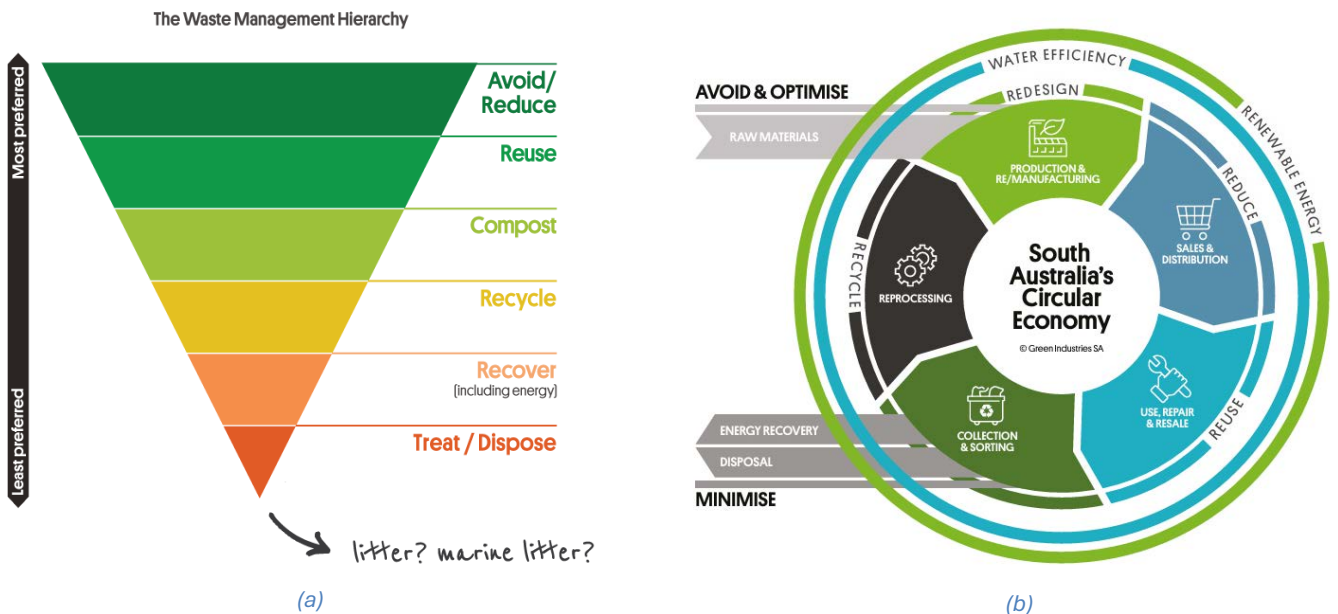 The Waste Management Hierarchy
Most preferred
Least preferred
Avoid/
Reduce
Reuse
Compost
Recycle
Recover
(including energy)
Treat / Dispose
litter? marine litter?
(a)
AVOID & OPTIMISE
RAW MATERIALS
WATER EFFICIENCY
RENEWABLE ENERGY
REDESIGN
REDUCE
REUSE
RECYCLE
PRODUCTION &
RE/MANUFACTURING
SALES &
DISTRIBUTION
USE, REPAIR
& RESALE
COLLECTION
& SORTING
REPROCESSING
South
Australia's
Circular
Economy
© Green Industries SA
ENERGY RECOVERY
DISPOSAL
MINIMISE
(b)